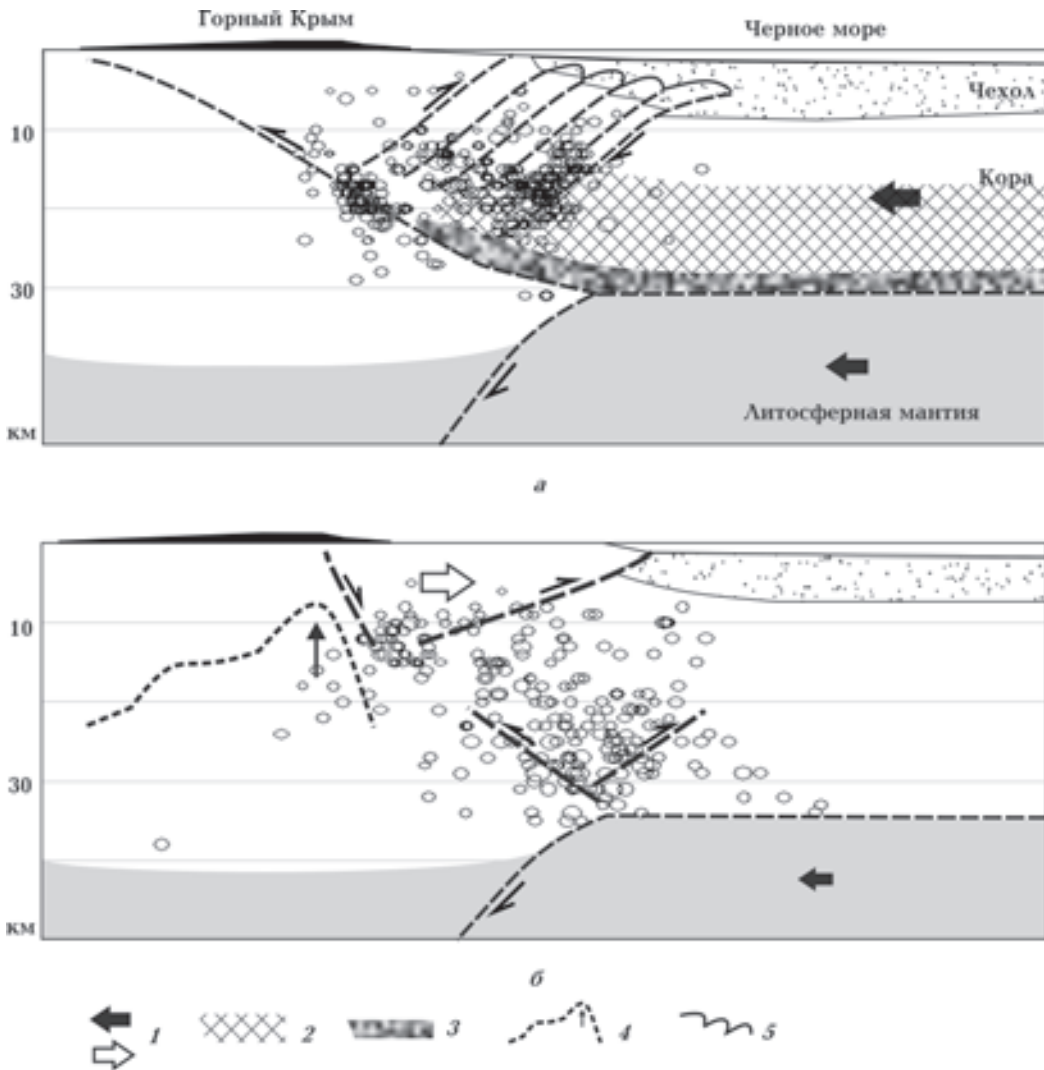 Горный Крым
Черное море
Чехол
10
Кора
30
Литосферная мантия
км
а
10
30
км
б
1 2 3 4 5